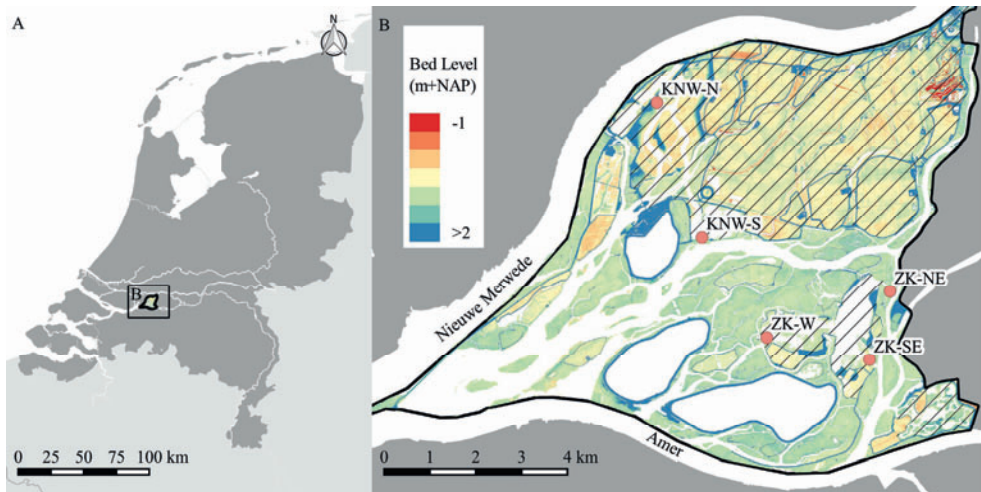 A
N
B
0 25 50 75 100 km
B
Bed Level
(m+NAP)
-1
>2
KNW-N
KNW-S
ZK-NE
ZK-W
ZK-SE
Nieuwe Merwede
Amer
0 1 2 3 4 km